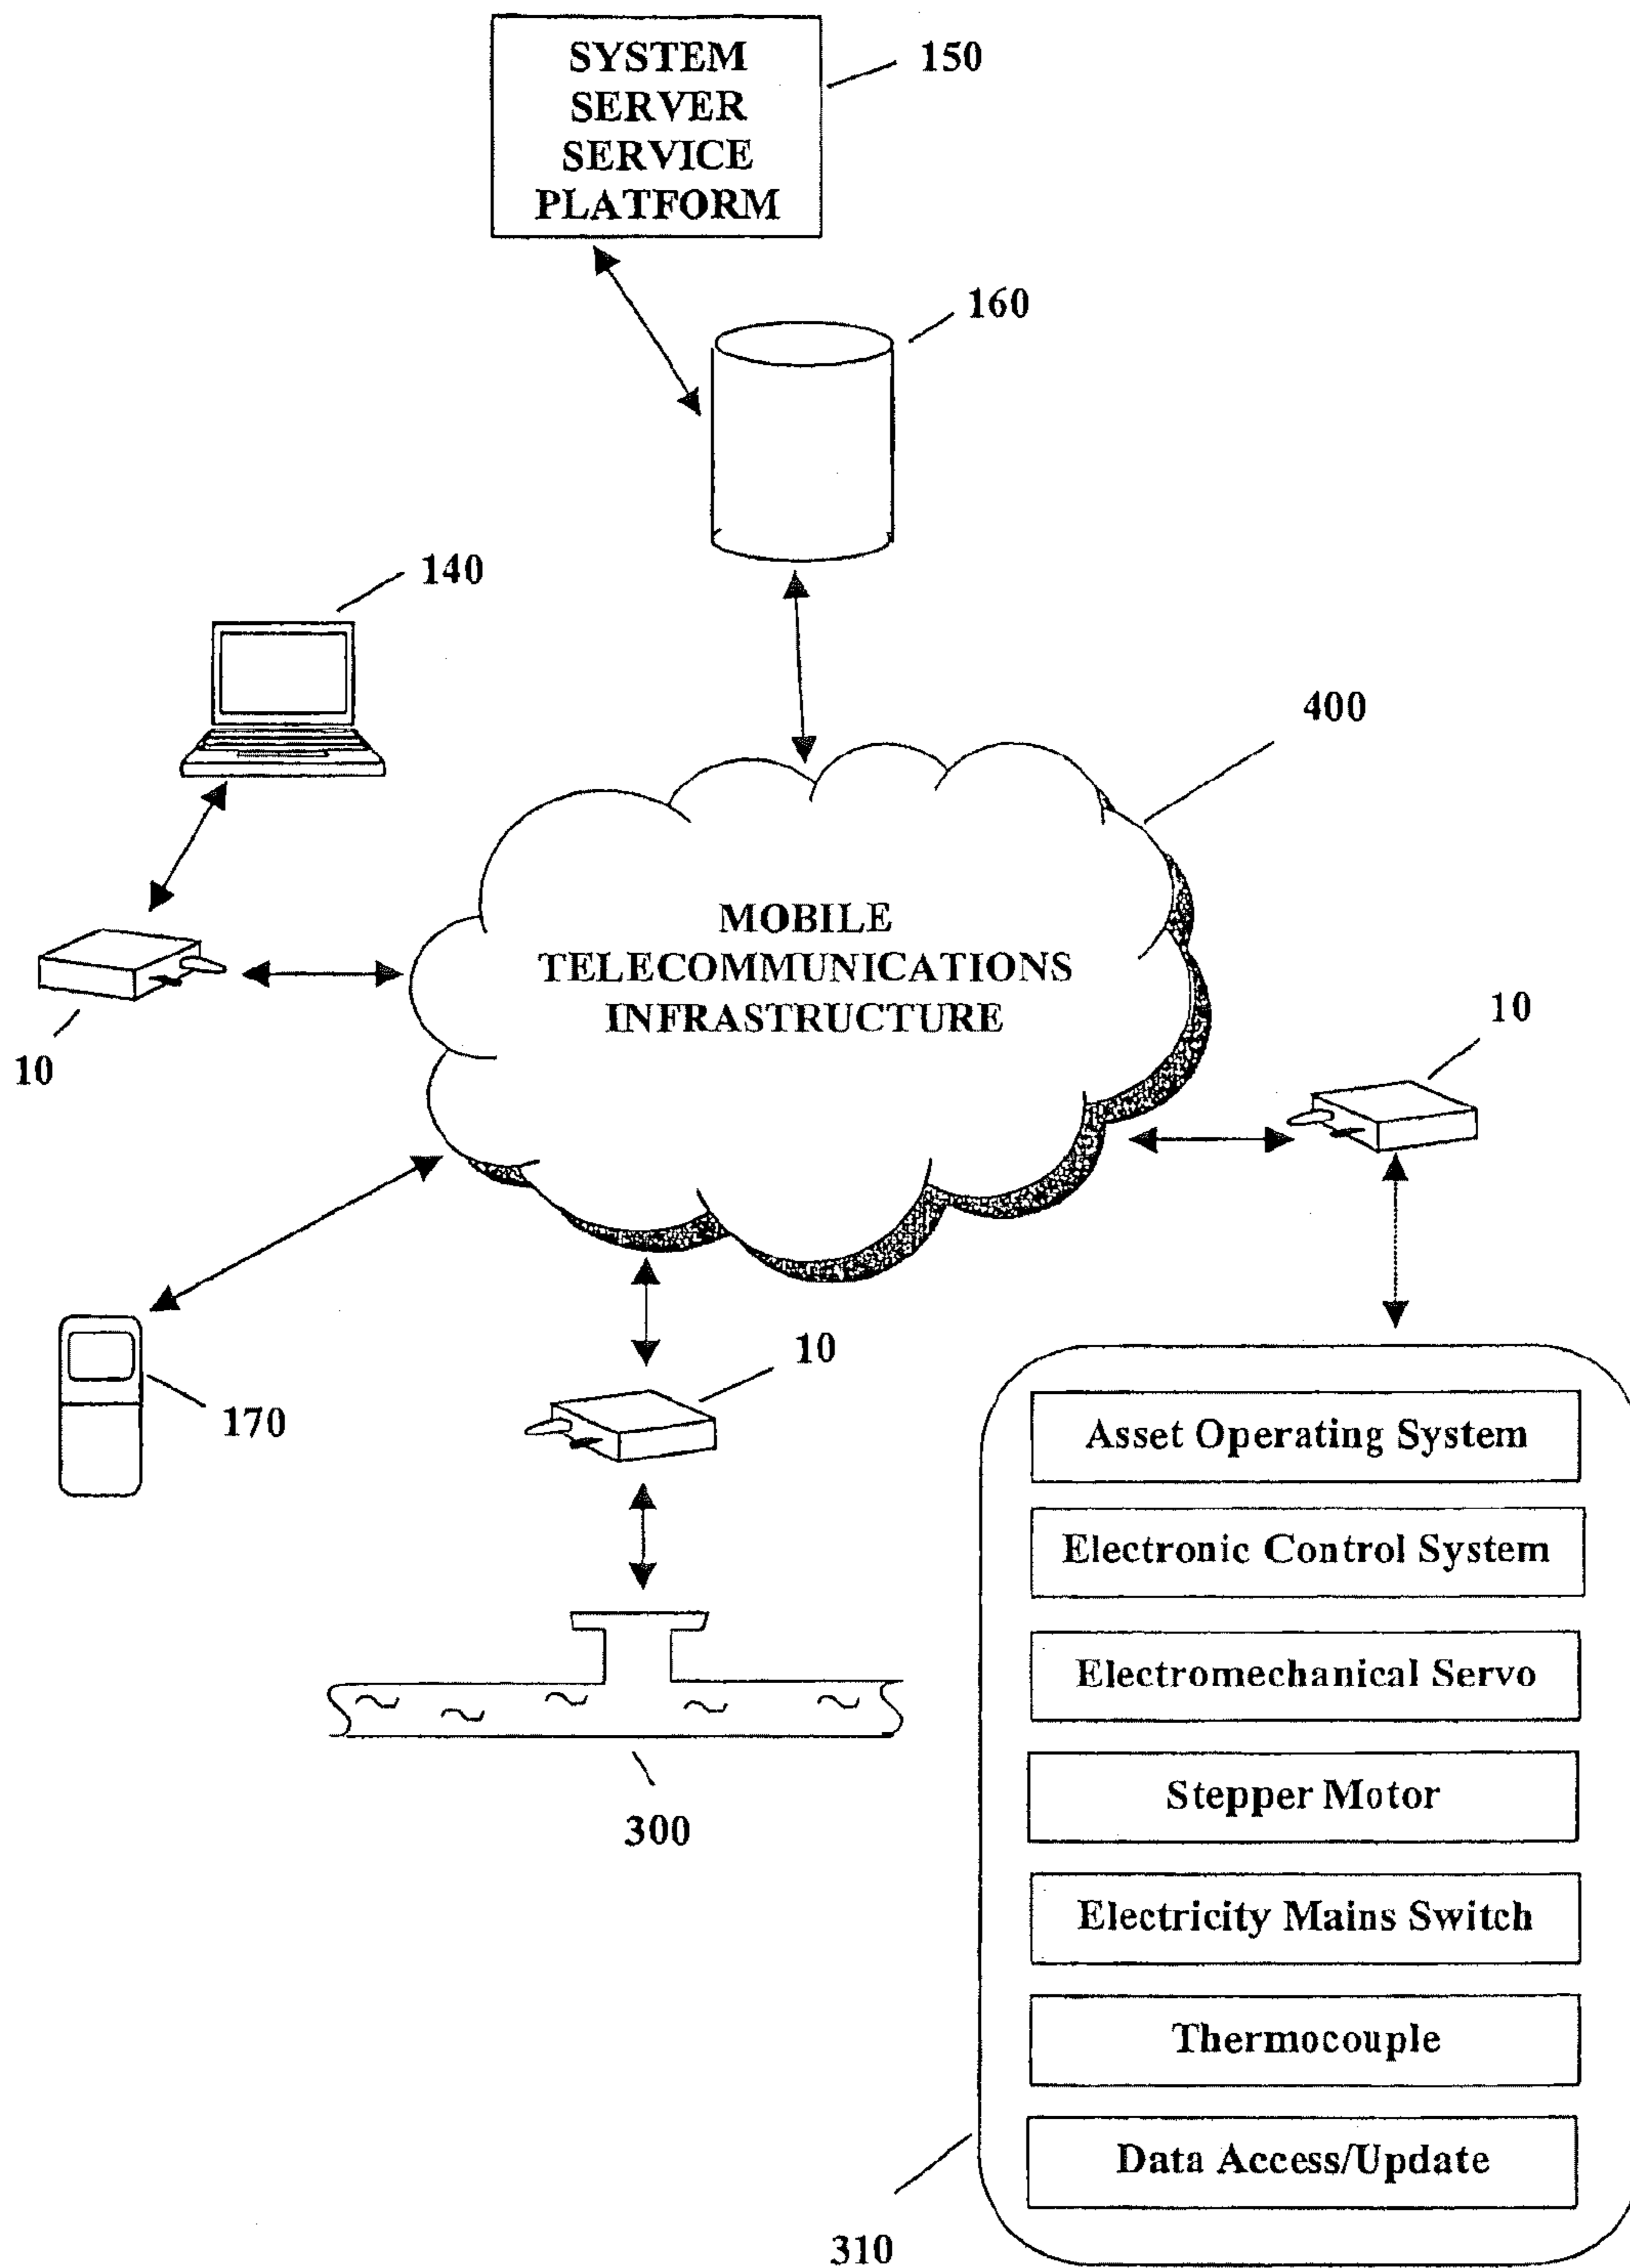 SYSTEM
SERVER
SERVICE
PLATFORM
150
160
140
400
MOBILE
TELECOMMUNICATIONS
INFRASTRUCTURE
10
10
10
170
Asset Operating System
Electronic Control System
Electromechanical Servo
Stepper Motor
300
Electricity Mains Switch
Thermocouple
Data Access/Update
310